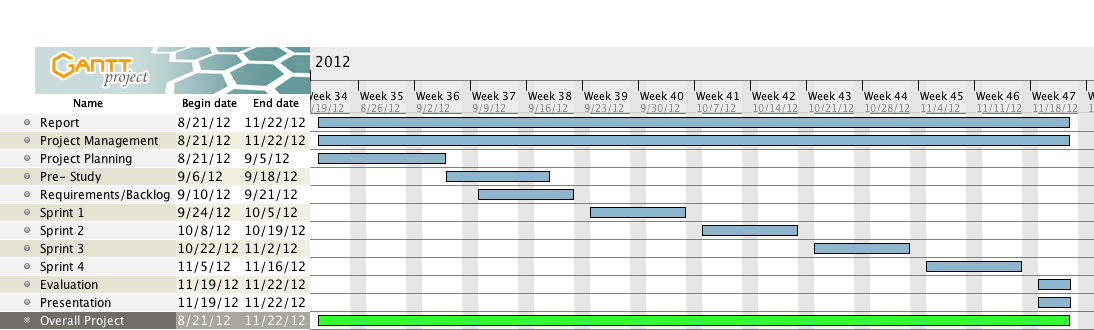 2012
GANTT
project
Week 34 Week 35 Week 36 Week 37 Week 38 Week 39 Week 40 Week 41 Week 42 Week 43 Week 44 Week 45 Week 46 Week 47
Name Begin date End date /19/12 8/26/12 9/2/12 9/9/12 9/16/12 9/23/12 9/30/12 10/7/12 10/14/12 10/21/12 10/28/12 11/4/12 11/11/12 11/18/12
Report 8/21/12 11/22/12
Project Management 8/21/12 11/22/12
Project Planning 8/21/12 9/5/12
Pre- Study 9/6/12 9/18/12
Requirements/Backlog 9/10/12 9/21/12
Sprint 1 9/24/12 10/5/12
Sprint 2 10/8/12 10/19/12
Sprint 3 10/22/12 11/2/12
Sprint 4 11/5/12 11/16/12
Evaluation 11/19/12 11/22/12
Presentation 11/19/12 11/22/12
Overall Project 8/21/12 11/22/12